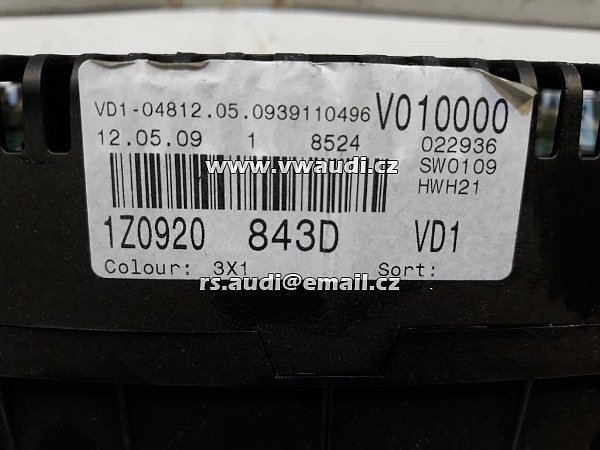 VD1-04812.05.0939110496 V010000
12.05.09 1 8524 022936
www.vwaudi.cz SW0109
HWH21
1Z0920 843D VD1
Colour: 3X1 Sort:
rs.audi@email.cz